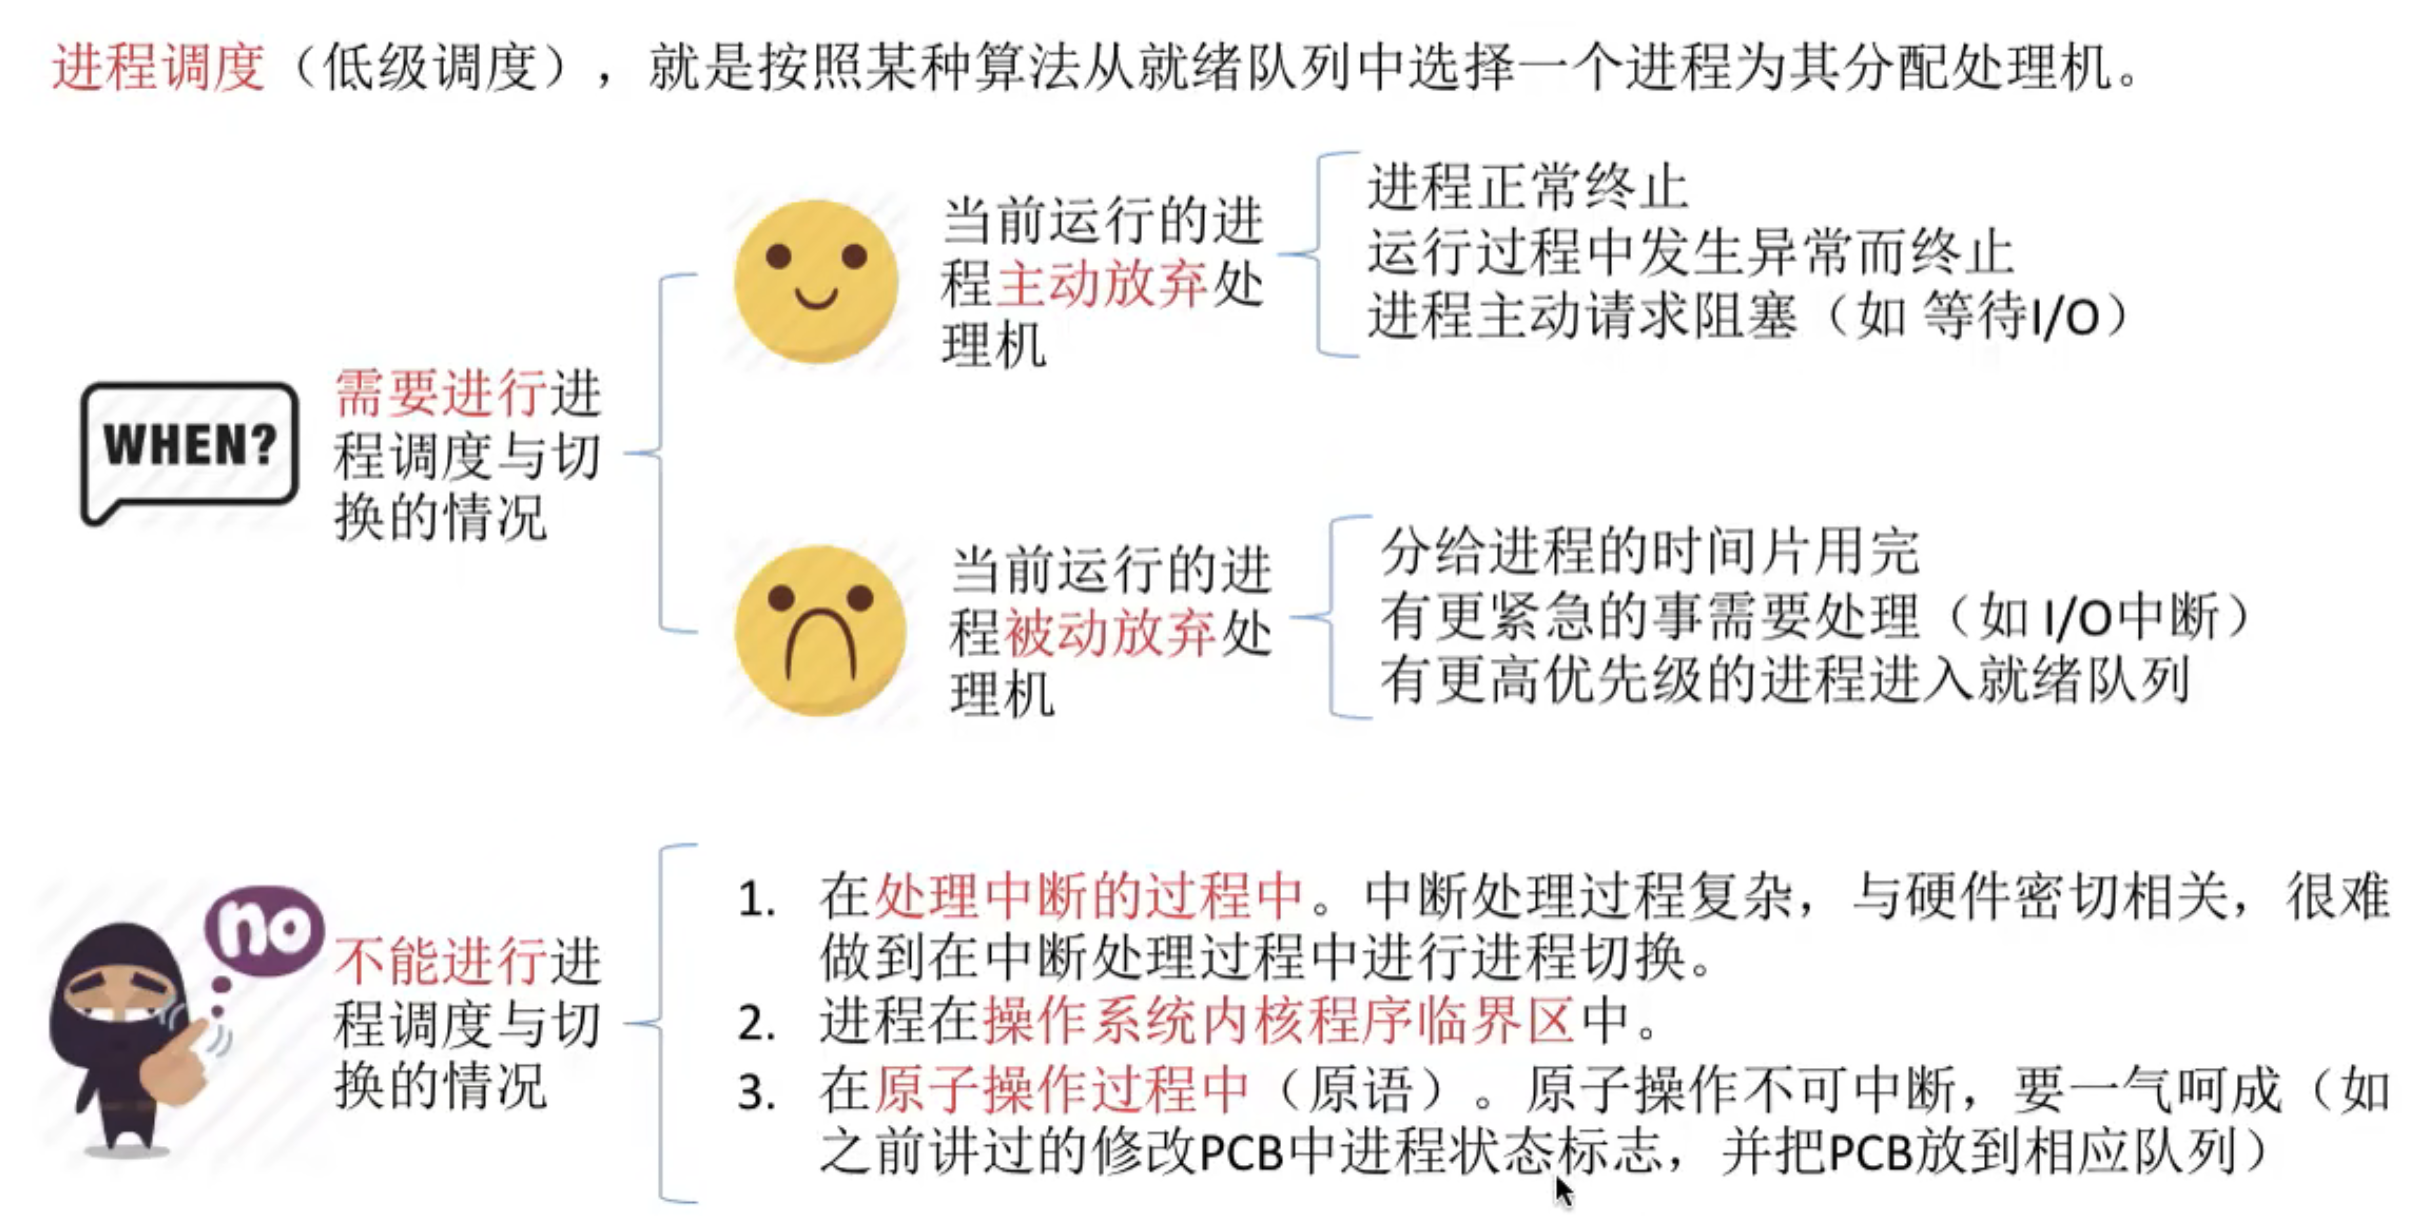 进程调度（低级调度），就是按照某种算法从就绪队列中选择一个进程为其分配处理机。
WHEN?
需要进行进
程调度与切
换的情况
当前运行的进
程主动放弃处
理机
进程正常终止
运行过程中发生异常而终止
进程主动请求阻塞（如 等待I/O）
当前运行的进
程被动放弃处
理机
分给进程的时间片用完
有更紧急的事需要处理（如 I/O中断）
有更高优先级的进程进入就绪队列
no
不能进行进
程调度与切
换的情况
1. 在处理中断的过程中。中断处理过程复杂，与硬件密切相关，很难
做到在中断处理过程中进行进程切换。
2. 进程在操作系统内核程序临界区中。
3. 在原子操作过程中（原语）。原子操作不可中断，要一气呵成（如
之前讲过的修改PCB中进程状态标志，并把PCB放到相应队列）